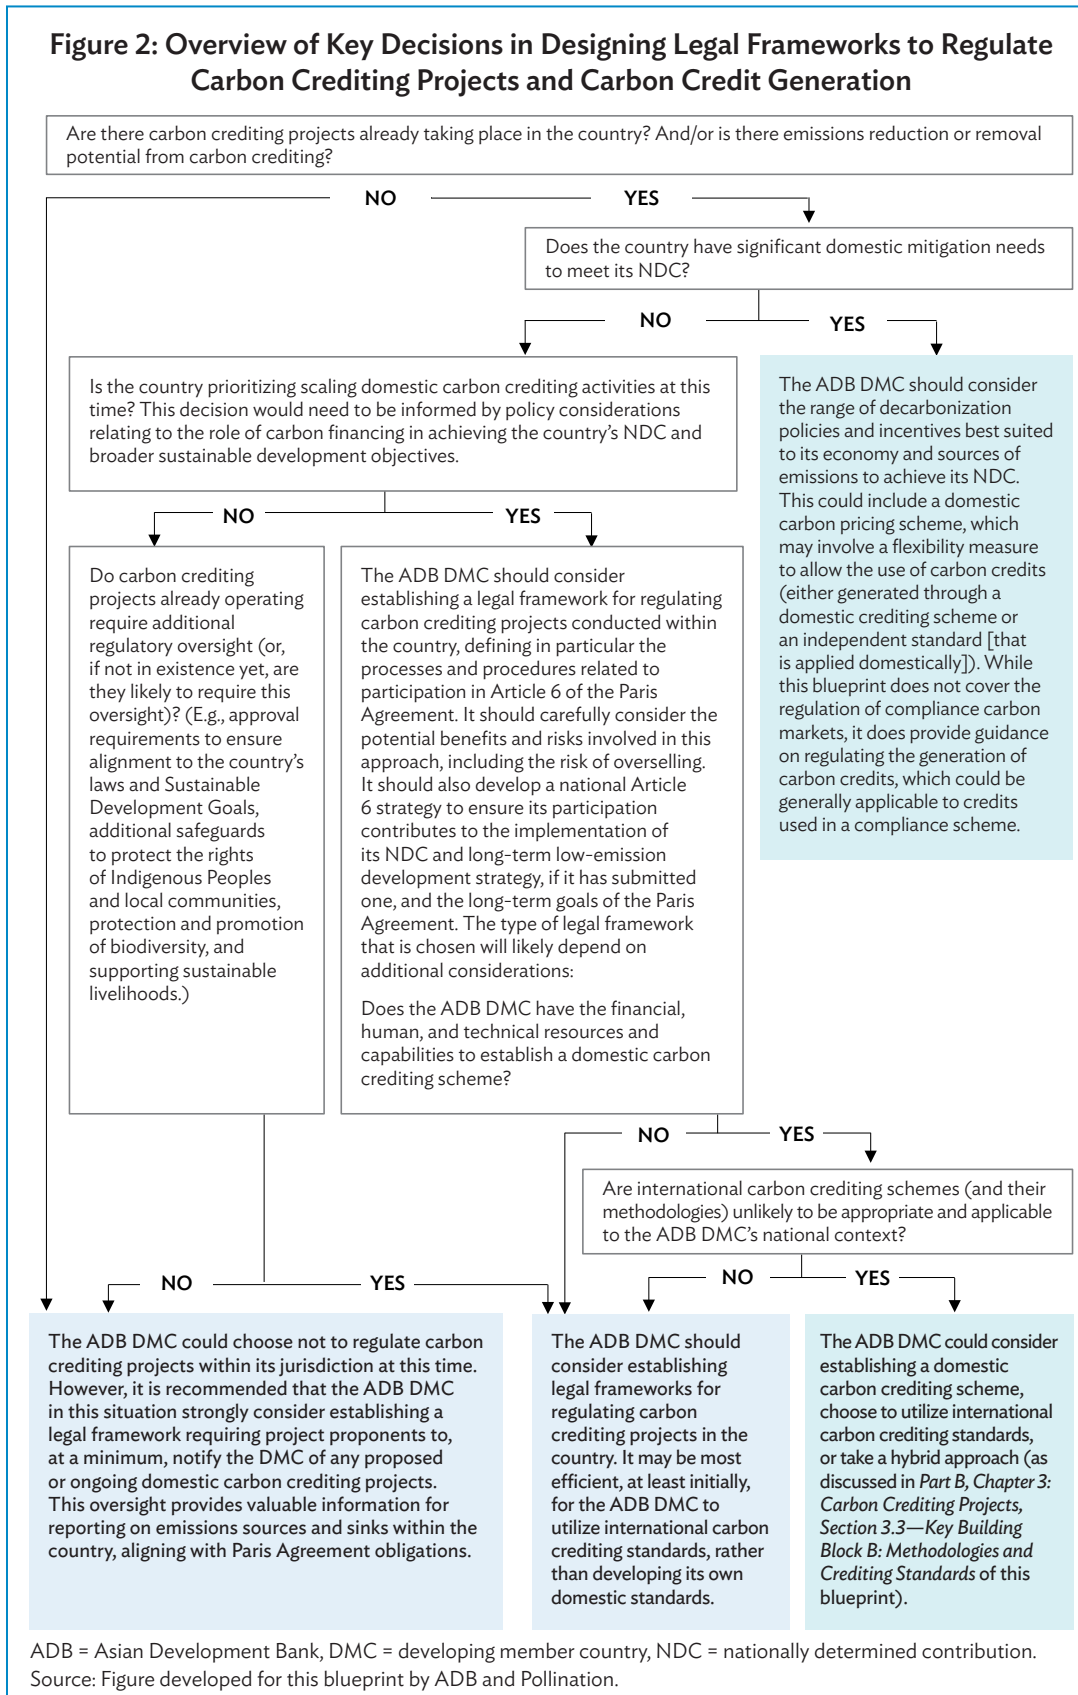 Figure 2: Overview of Key Decisions in Designing Legal Frameworks to Regulate
Carbon Crediting Projects and Carbon Credit Generation
Are there carbon crediting projects already taking place in the country? And/or is there emissions reduction or removal
potential from carbon crediting?
NO
YES
Does the country have significant domestic mitigation needs
to meet its NDC?
NO
YES
Is the country prioritizing scaling domestic carbon crediting activities at this
time? This decision would need to be informed by policy considerations
relating to the role of carbon financing in achieving the country's NDC and
broader sustainable development objectives.
The ADB DMC should consider
the range of decarbonization
policies and incentives best suited
to its economy and sources of
emissions to achieve its NDC.
This could include a domestic
carbon pricing scheme, which
may involve a flexibility measure
to allow the use of carbon credits
(either generated through a
domestic crediting scheme or
an independent standard [that
is applied domestically]). While
this blueprint does not cover the
regulation of compliance carbon
markets, it does provide guidance
on regulating the generation of
carbon credits, which could be
generally applicable to credits
used in a compliance scheme.
NO
YES
Do carbon crediting
projects already operating
require additional
regulatory oversight (or,
if not in existence yet, are
they likely to require this
oversight)? (E.g., approval
requirements to ensure
alignment to the country's
laws and Sustainable
Development Goals,
additional safeguards
to protect the rights
of Indigenous Peoples
and local communities,
protection and promotion
of biodiversity, and
supporting sustainable
livelihoods.)
The ADB DMC should consider
establishing a legal framework for regulating
carbon crediting projects conducted within
the country, defining in particular the
processes and procedures related to
participation in Article 6 of the Paris
Agreement. It should carefully consider the
potential benefits and risks involved in this
approach, including the risk of overselling.
It should also develop a national Article
6 strategy to ensure its participation
contributes to the implementation of
its NDC and long-term low-emission
development strategy, if it has submitted
one, and the long-term goals of the Paris
Agreement. The type of legal framework
that is chosen will likely depend on
additional considerations:
Does the ADB DMC have the financial,
human, and technical resources and
capabilities to establish a domestic carbon
crediting scheme?
NO
YES
Are international carbon crediting schemes (and their
methodologies) unlikely to be appropriate and applicable
to the ADB DMC's national context?
NO
YES
NO
YES
The ADB DMC could choose not to regulate carbon
crediting projects within its jurisdiction at this time.
However, it is recommended that the ADB DMC
in this situation strongly consider establishing a
legal framework requiring project proponents to,
at a minimum, notify the DMC of any proposed
or ongoing domestic carbon crediting projects.
This oversight provides valuable information for
reporting on emissions sources and sinks within the
country, aligning with Paris Agreement obligations.
The ADB DMC should
consider establishing
legal frameworks for
regulating carbon
crediting projects in the
country. It may be most
efficient, at least initially,
for the ADB DMC to
utilize international carbon
crediting standards, rather
than developing its own
domestic standards.
The ADB DMC could consider
establishing a domestic
carbon crediting scheme,
choose to utilize international
carbon crediting standards,
or take a hybrid approach (as
discussed in Part B, Chapter 3:
Carbon Crediting Projects,
Section 3.3—Key Building
Block B: Methodologies and
Crediting Standards of this
blueprint).
ADB = Asian Development Bank, DMC = developing member country, NDC = nationally determined contribution.
Source: Figure developed for this blueprint by ADB and Pollination.